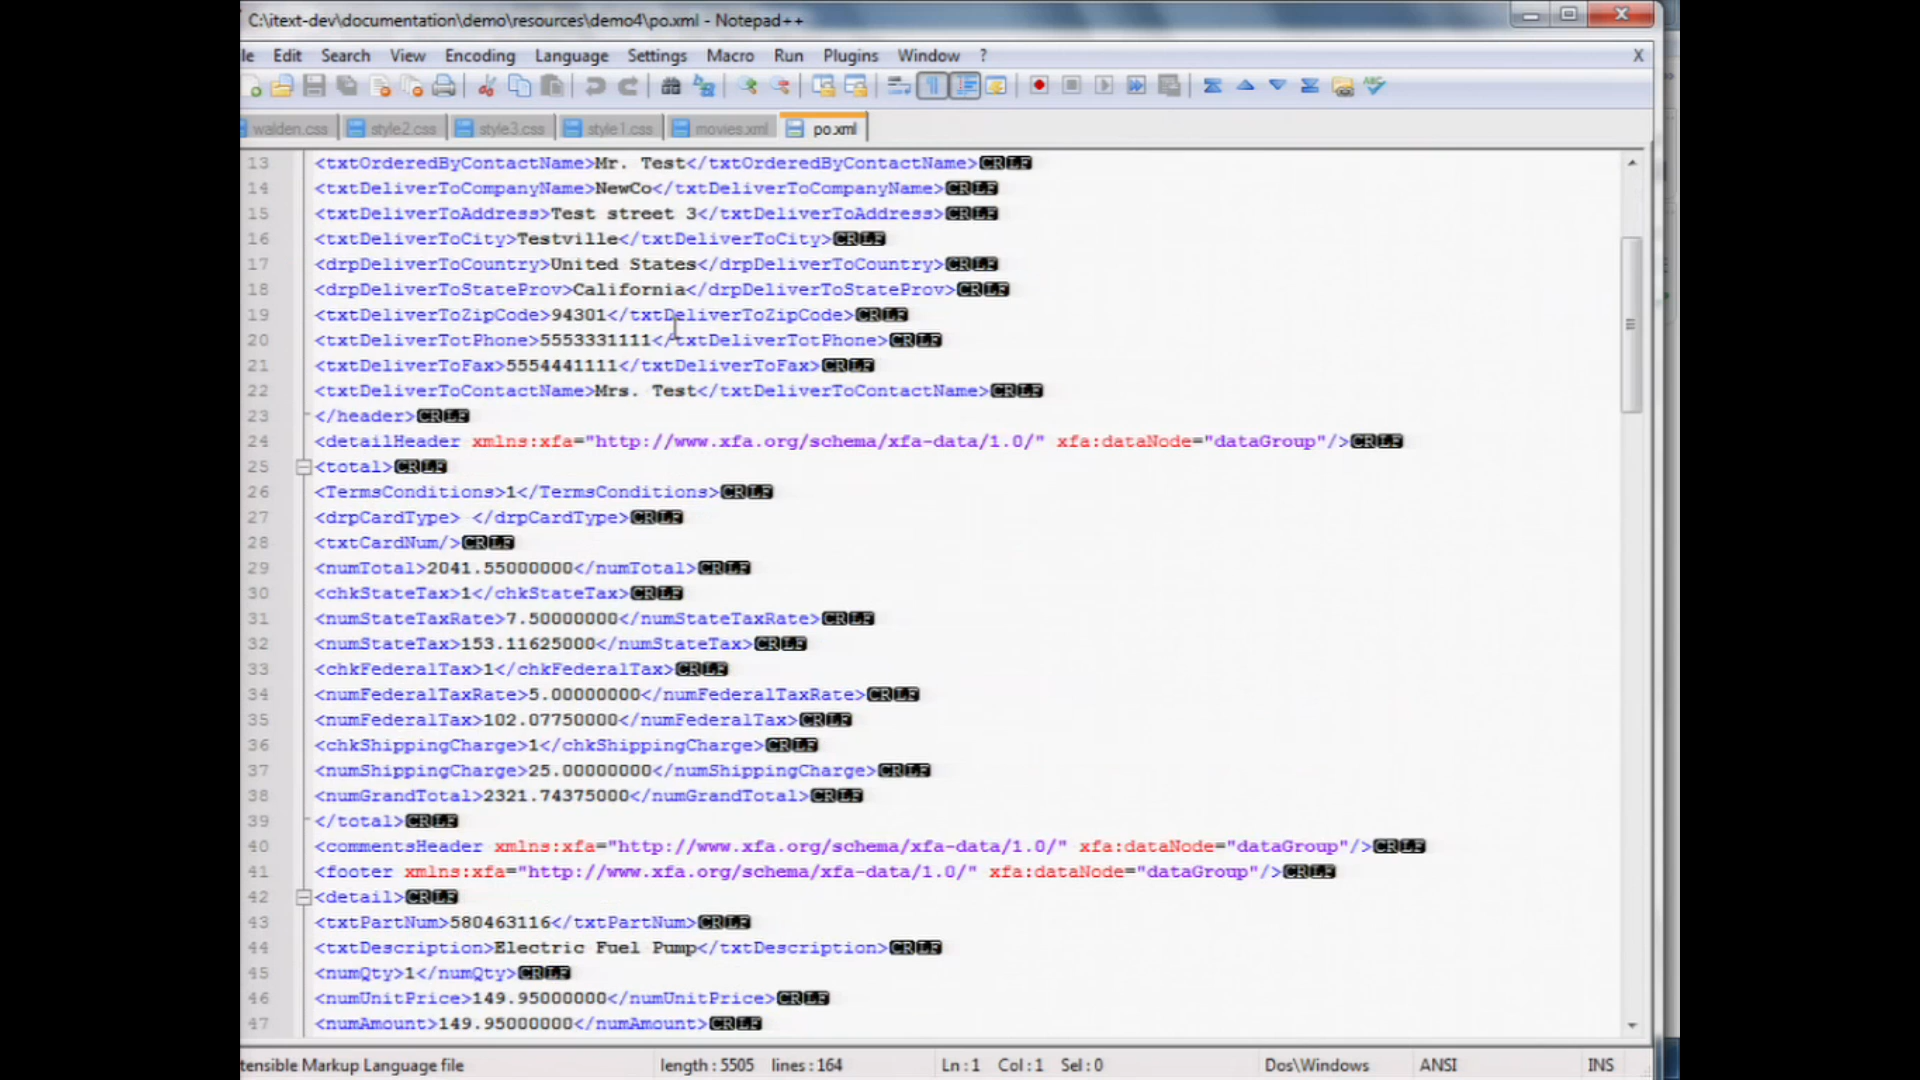 C:\itext-dev\documentation\demo\resources\demo4\po.xml - Notepad++
le Edit Search View Encoding Language Settings Macro Run Plugins Window ? X
walden.css style2.css style3.css style1.css movies.xml po.xml
13 <txtOrderedByContactName>Mr. Test</txtOrderedByContactName>CRLF
14 <txtDeliverToCompanyName>NewCo</txtDeliverToCompanyName>CRLF
15 <txtDeliverToAddress>Test street 3</txtDeliverToAddress>CRLF
16 <txtDeliverToCity>Testville</txtDeliverToCity>CRLF
17 <drpDeliverToCountry>United States</drpDeliverToCountry>CRLF
18 <drpDeliverToStateProv>California</drpDeliverToStateProv>CRLF
19 <txtDeliverToZipCode>94301</txtDeliverToZipCode>CRLF
20 <txtDeliverTotPhone>5553331111</txtDeliverTotPhone>CRLF
21 <txtDeliverToFax>5554441111</txtDeliverToFax>CRLF
22 <txtDeliverToContactName>Mrs. Test</txtDeliverToContactName>CRLF
23 </header>CRLF
24 <detailHeader xmlns:xfa="http://www.xfa.org/schema/xfa-data/1.0/" xfa:dataNode="dataGroup"/>CRLF
25 <total>CRLF
26 <TermsConditions>1</TermsConditions>CRLF
27 <drpCardType> </drpCardType>CRLF
28 <txtCardNum/>CRLF
29 <numTotal>2041.55000000</numTotal>CRLF
30 <chkStateTax>1</chkStateTax>CRLF
31 <numStateTaxRate>7.50000000</numStateTaxRate>CRLF
32 <numStateTax>153.11625000</numStateTax>CRLF
33 <chkFederalTax>1</chkFederalTax>CRLF
34 <numFederalTaxRate>5.00000000</numFederalTaxRate>CRLF
35 <numFederalTax>102.07750000</numFederalTax>CRLF
36 <chkShippingCharge>1</chkShippingCharge>CRLF
37 <numShippingCharge>25.00000000</numShippingCharge>CRLF
38 <numGrandTotal>2321.74375000</numGrandTotal>CRLF
39 </total>CRLF
40 <commentsHeader xmlns:xfa="http://www.xfa.org/schema/xfa-data/1.0/" xfa:dataNode="dataGroup"/>CRLF
41 <footer xmlns:xfa="http://www.xfa.org/schema/xfa-data/1.0/" xfa:dataNode="dataGroup"/>CRLF
42 <detail>CRLF
43 <txtPartNum>580463116</txtPartNum>CRLF
44 <txtDescription>Electric Fuel Pump</txtDescription>CRLF
45 <numQty>1</numQty>CRLF
46 <numUnitPrice>149.95000000</numUnitPrice>CRLF
47 <numAmount>149.95000000</numAmount>CRLF
tensible Markup Language file length : 5505 lines : 164 Ln : 1 Col : 1 Sel : 0 Dos\Windows ANSI INS